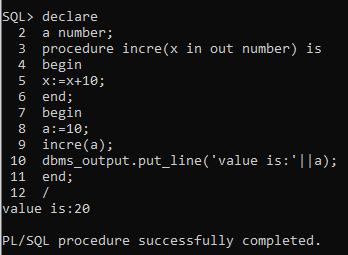 SQL> declare
  2  a number;
  3  procedure incre(x in out number) is
  4  begin
  5  x:=x+10;
  6  end;
  7  begin
  8  a:=10;
  9  incre(a);
 10  dbms_output.put_line('value is:'||a);
 11  end;
 12  /
value is:20

PL/SQL procedure successfully completed.